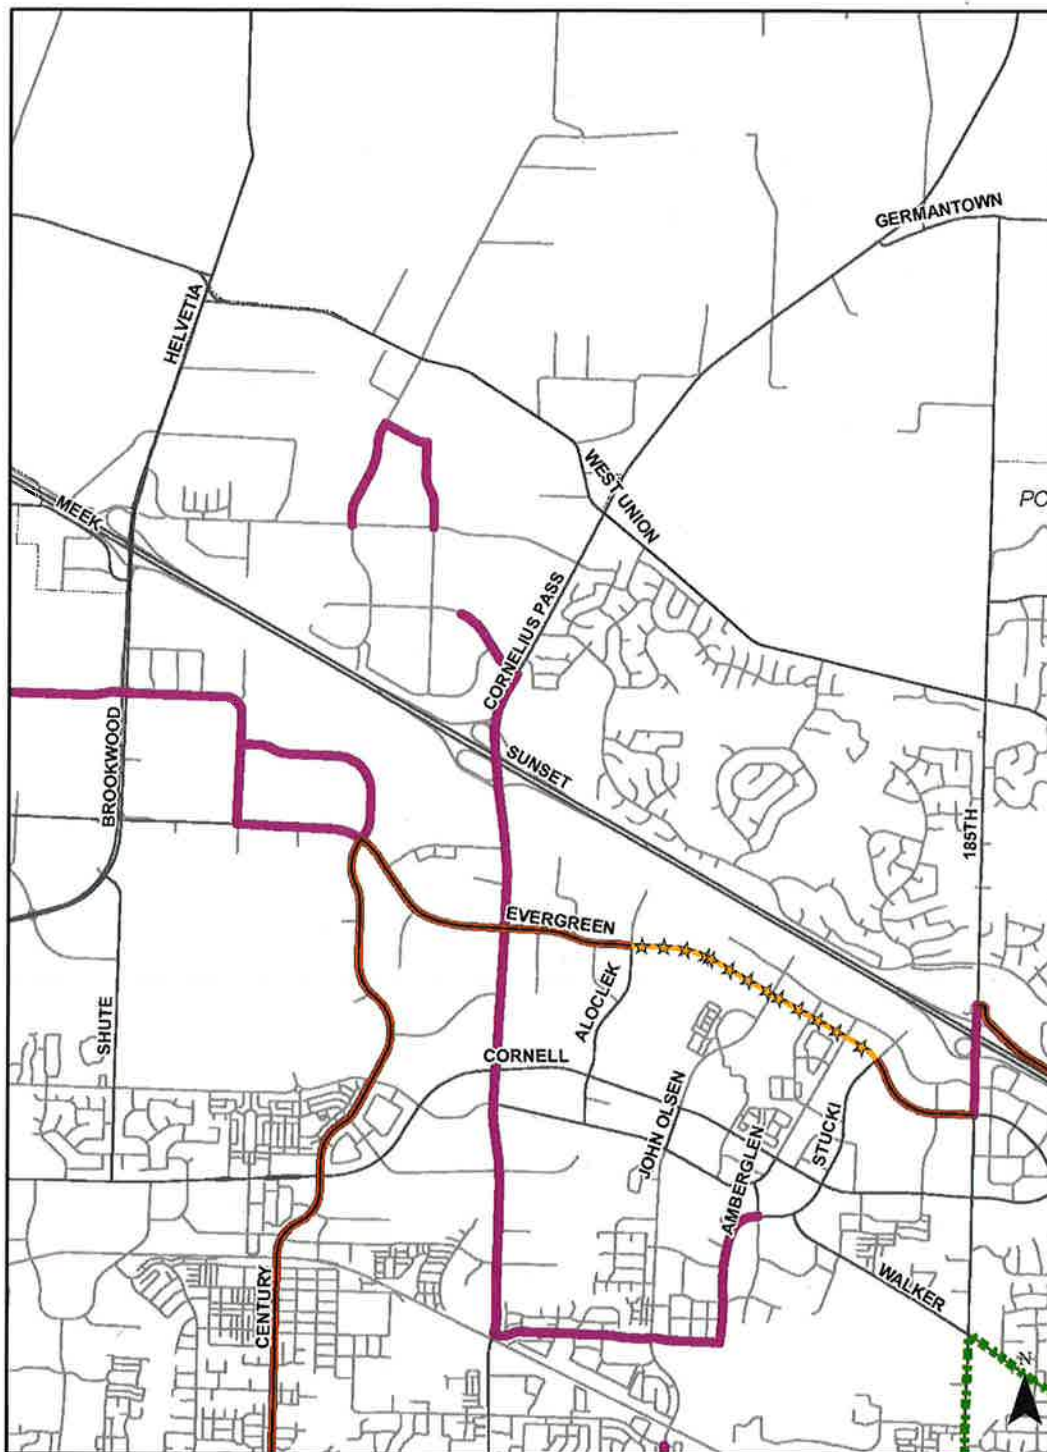 GERMANTOWN
HELVETIA
WEST UNION
PO
MEEK
CORNELIUS PASS
SUNSET
BROOKWOOD
185TH
EVERGREEN
ALOCLEK
SHUTE
CORNELL
JOHN OLSEN
STUCKI
AMBERGLEN
WALKER
CENTURY
N